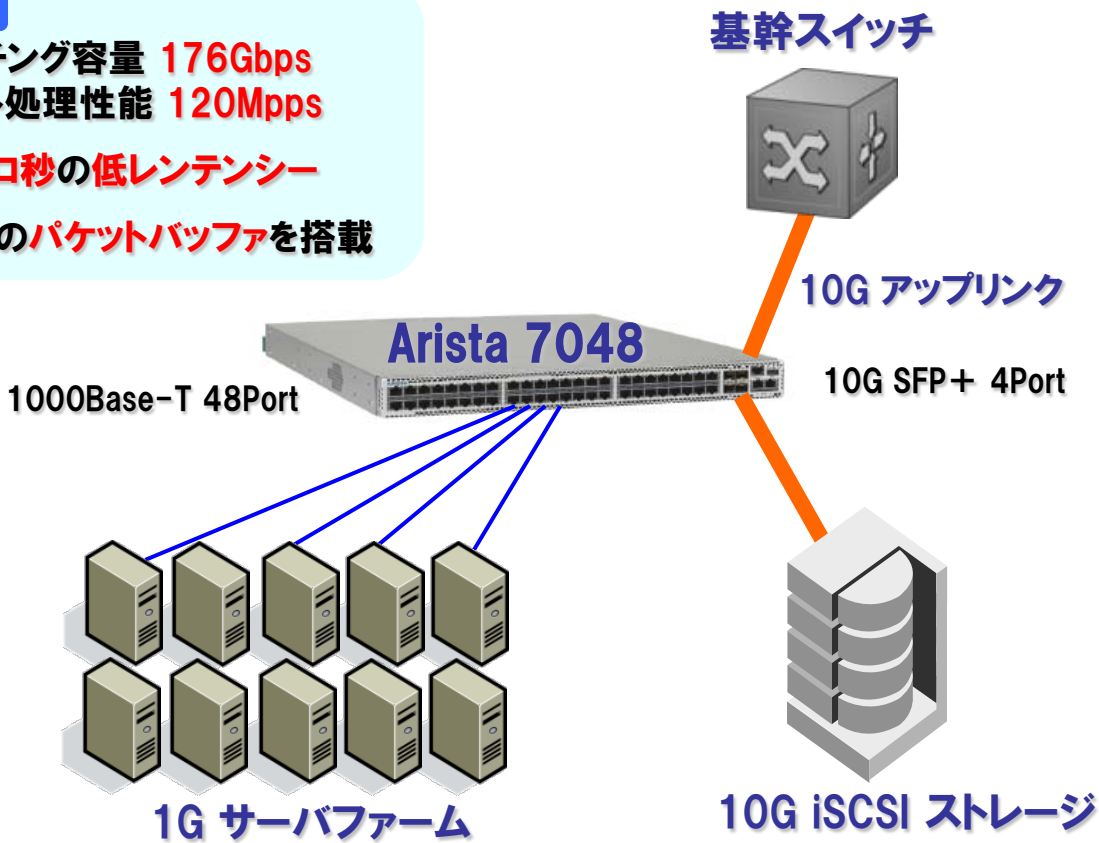 チング容量 176Gbps
ト処理性能 120Mpps
ロ秒の低レンテンシー
のパケットバッファを搭載
基幹スイッチ
10G アップリンク
Arista 7048
1000Base-T 48Port
10G SFP＋ 4Port
1G サーバファーム
10G iSCSI ストレージ